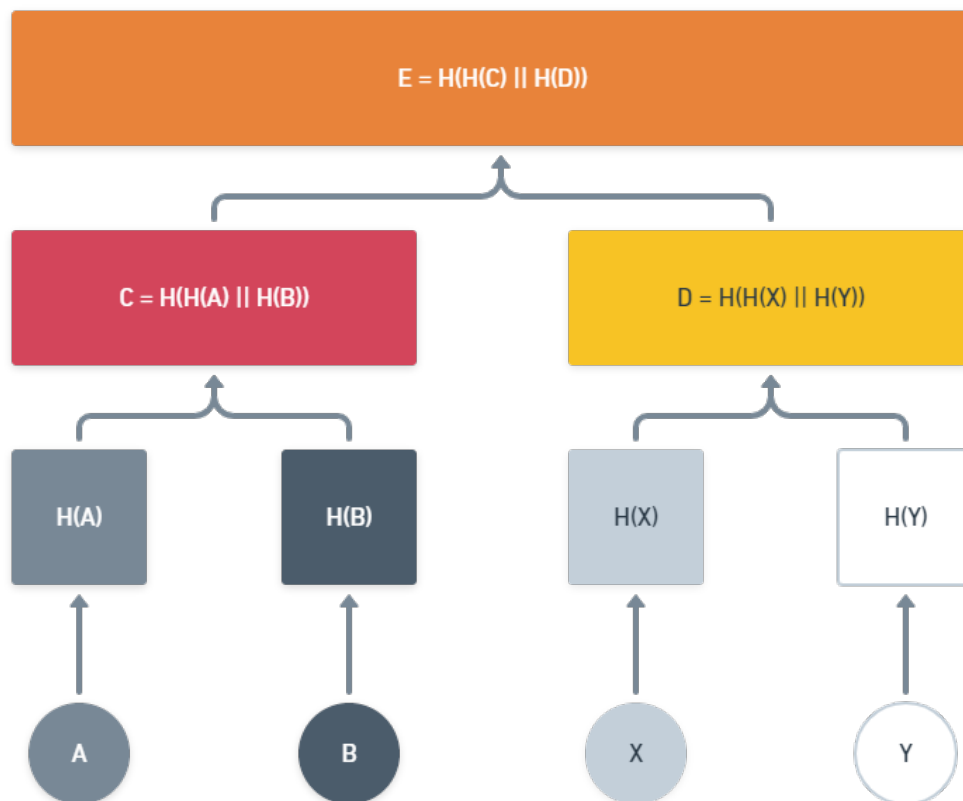 E = H(H(C) || H(D))
C = H(H(A) || H(B))
D = H(H(X) || H(Y))
H(A)
H(B)
H(X)
H(Y)
A
B
X
Y